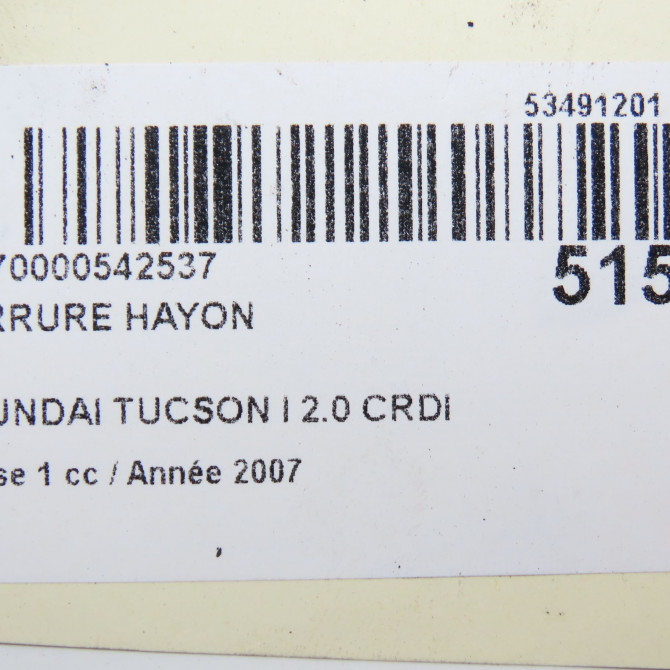 53491201
70000542537
515
RRURE HAYON
UNDAI TUCSON I 2.0 CRDI
se 1 cc / Année 2007